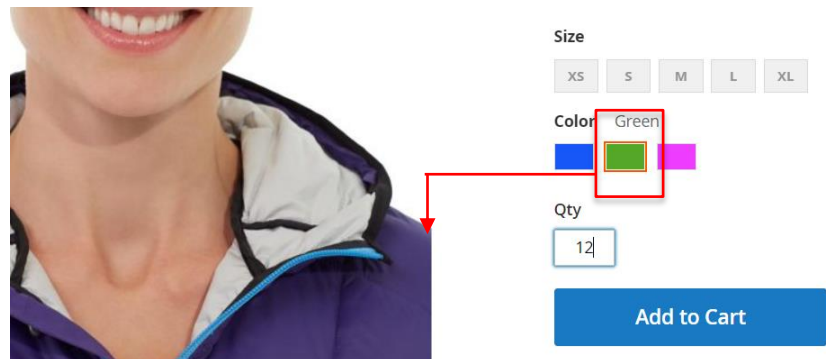 Size
XS S M L XL
Color Green
Qty
12
Add to Cart